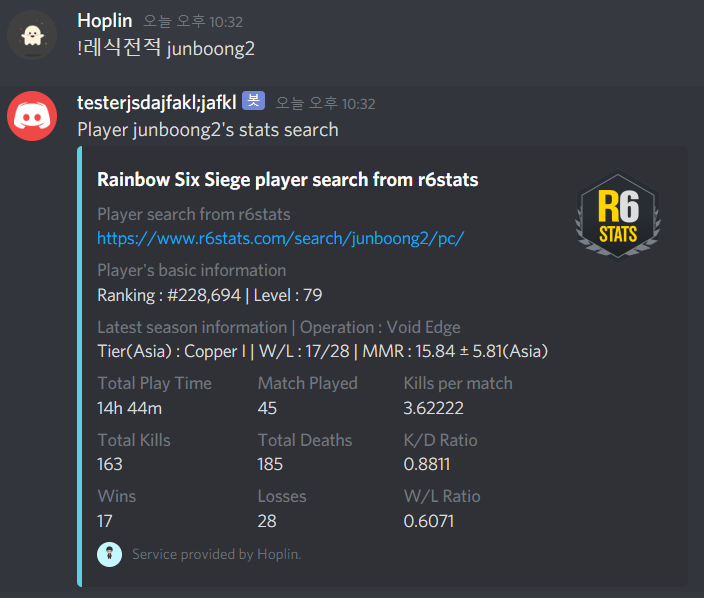 Hoplin 오늘 오후 10:32
!레식전적 junboong2
testerjsdajfakl;jafkl 봇 오늘 오후 10:32
Player junboong2's stats search
Rainbow Six Siege player search from r6stats
R6
STATS
Player search from r6stats
https://www.r6stats.com/search/junboong2/pc/
Player's basic information
Ranking : #228,694 | Level : 79
Latest season information | Operation : Void Edge
Tier(Asia) : Copper I | W/L : 17/28 | MMR : 15.84 ± 5.81(Asia)
Total Play Time Match Played Kills per match
14h 44m 45 3.62222
Total Kills Total Deaths K/D Ratio
163 185 0.8811
Wins Losses W/L Ratio
17 28 0.6071
Service provided by Hoplin.